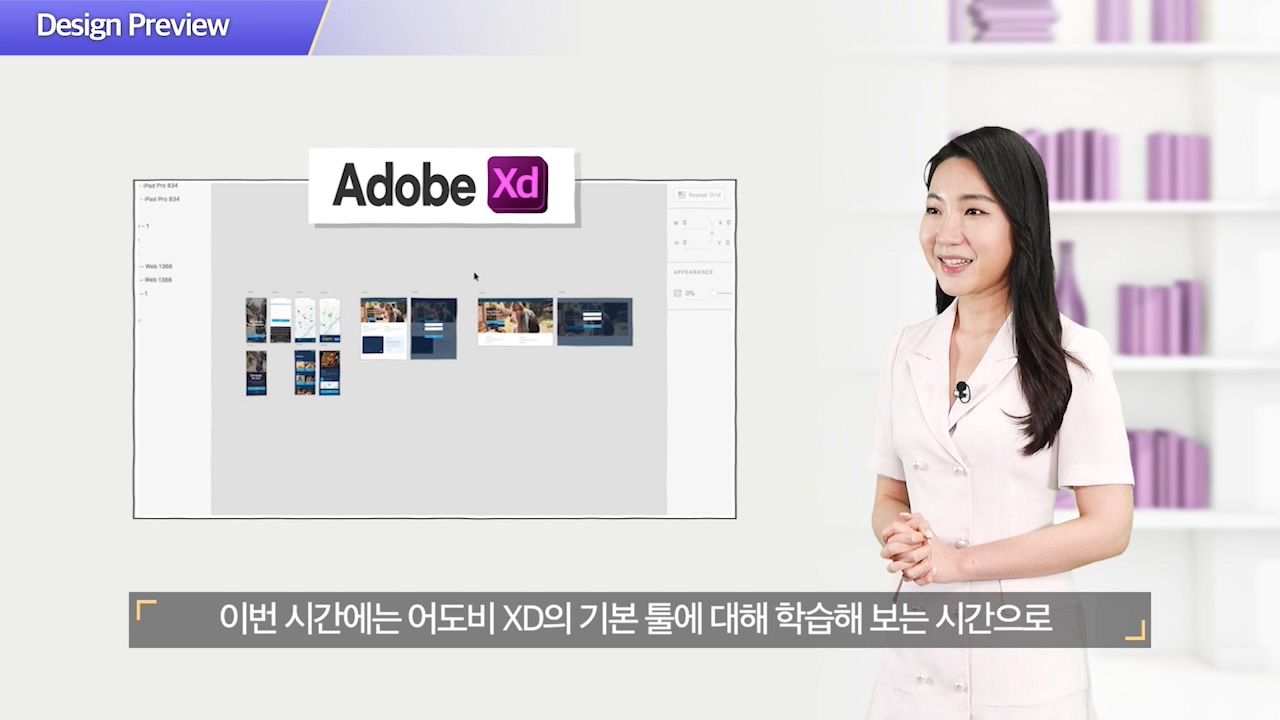 Design Preview
Adobe Xd
- iPad Pro 834
- iPad Pro 834
- 1
- Web 1366
- Web 1366
- 1
Repeat Grid
W 0 X 0
H 0 Y 0
APPEARANCE
0%
이번 시간에는 어도비 XD의 기본 툴에 대해 학습해 보는 시간으로